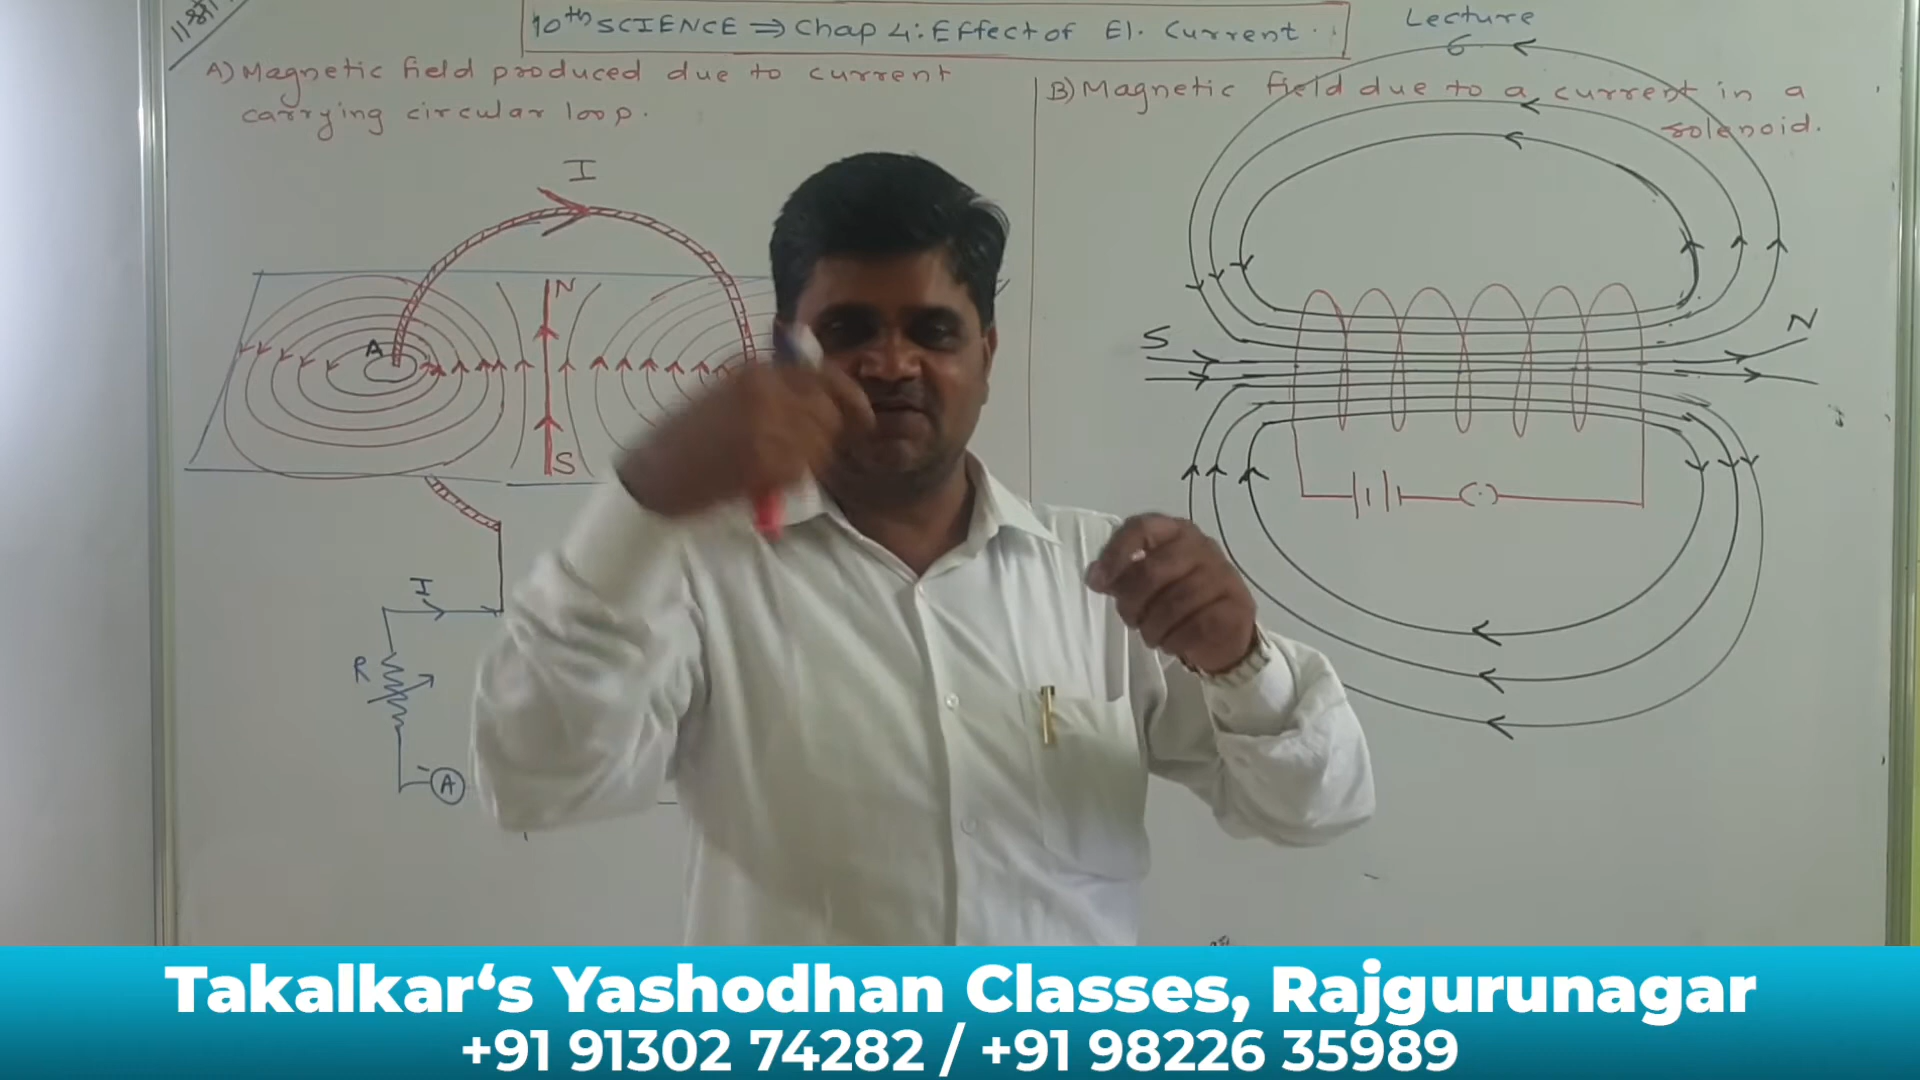 ॥श्री
10th SCIENCE ⇒ Chap 4: Effect of El. Current.
Lecture
6
A) Magnetic field produced due to current
carrying circular loop.
B) Magnetic field due to a current in a
solenoid.
I
N
A
S
S
N
I
R
A
Takalkar‘s Yashodhan Classes, Rajgurunagar
+91 91302 74282 / +91 98226 35989